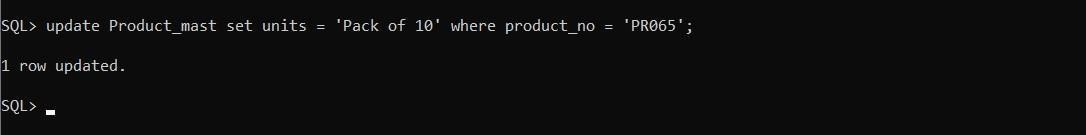 SQL> update Product_mast set units = 'Pack of 10' where product_no = 'PR065';
1 row updated.
SQL>